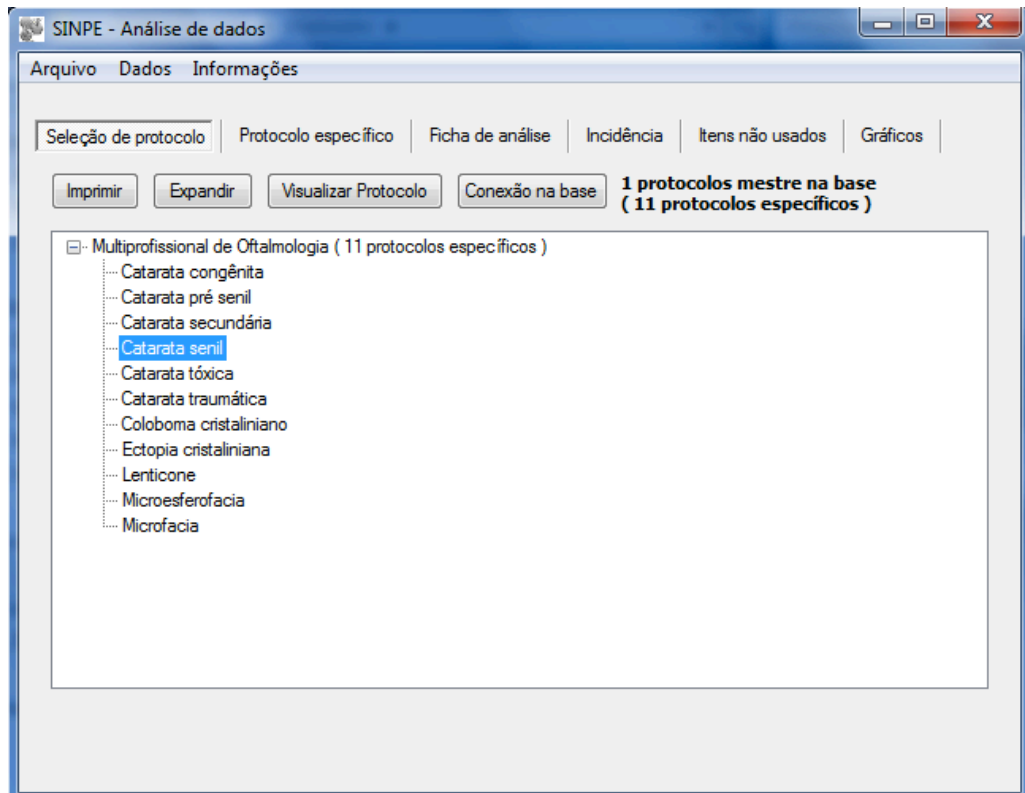 SINPE - Análise de dados
Arquivo Dados Informações
Seleção de protocolo Protocolo específico Ficha de análise Incidência Itens não usados Gráficos
Imprimir Expandir Visualizar Protocolo Conexão na base 1 protocolos mestre na base
( 11 protocolos específicos )
Multiprofissional de Oftalmologia ( 11 protocolos específicos )
Catarata congênita
Catarata pré senil
Catarata secundária
Catarata senil
Catarata tóxica
Catarata traumática
Coloboma cristaliniano
Ectopia cristaliniana
Lenticone
Microesferofacia
Microfacia